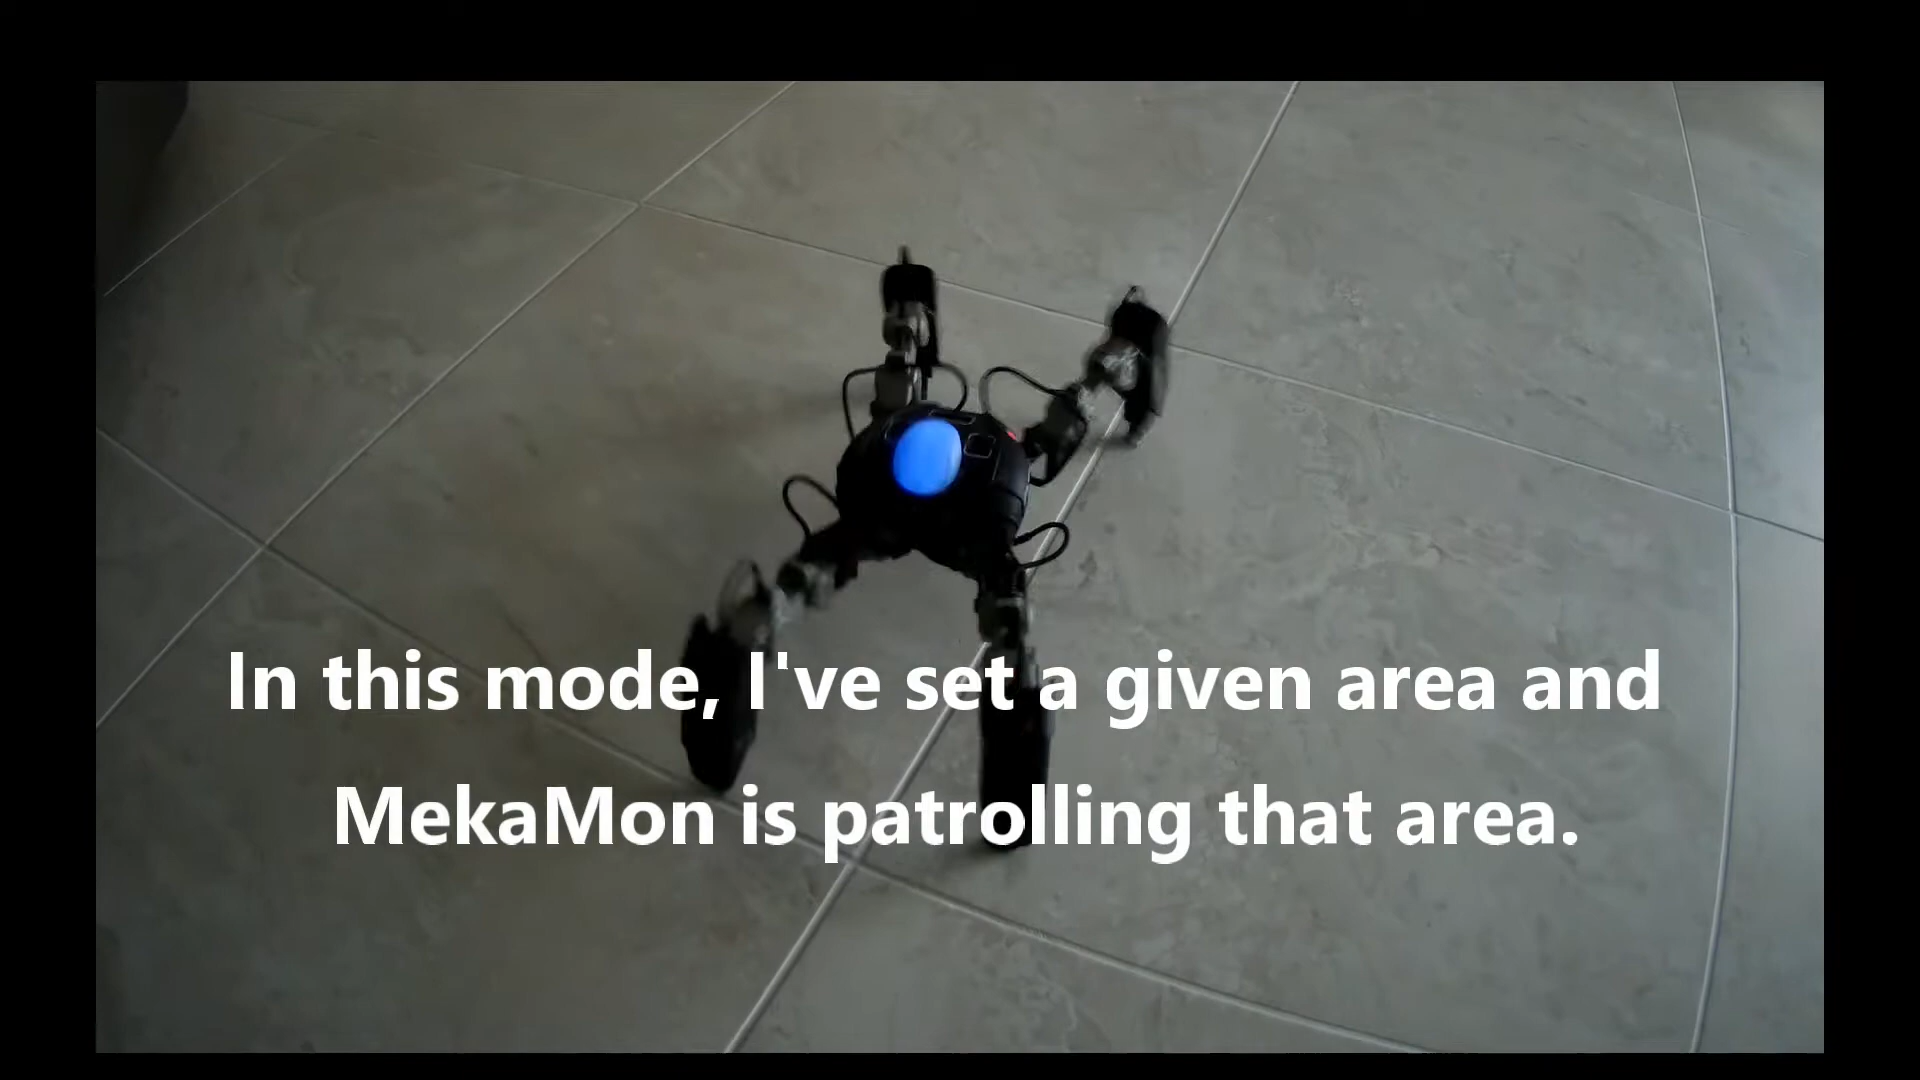 In this mode, I've set a given area and
MekaMon is patrolling that area.